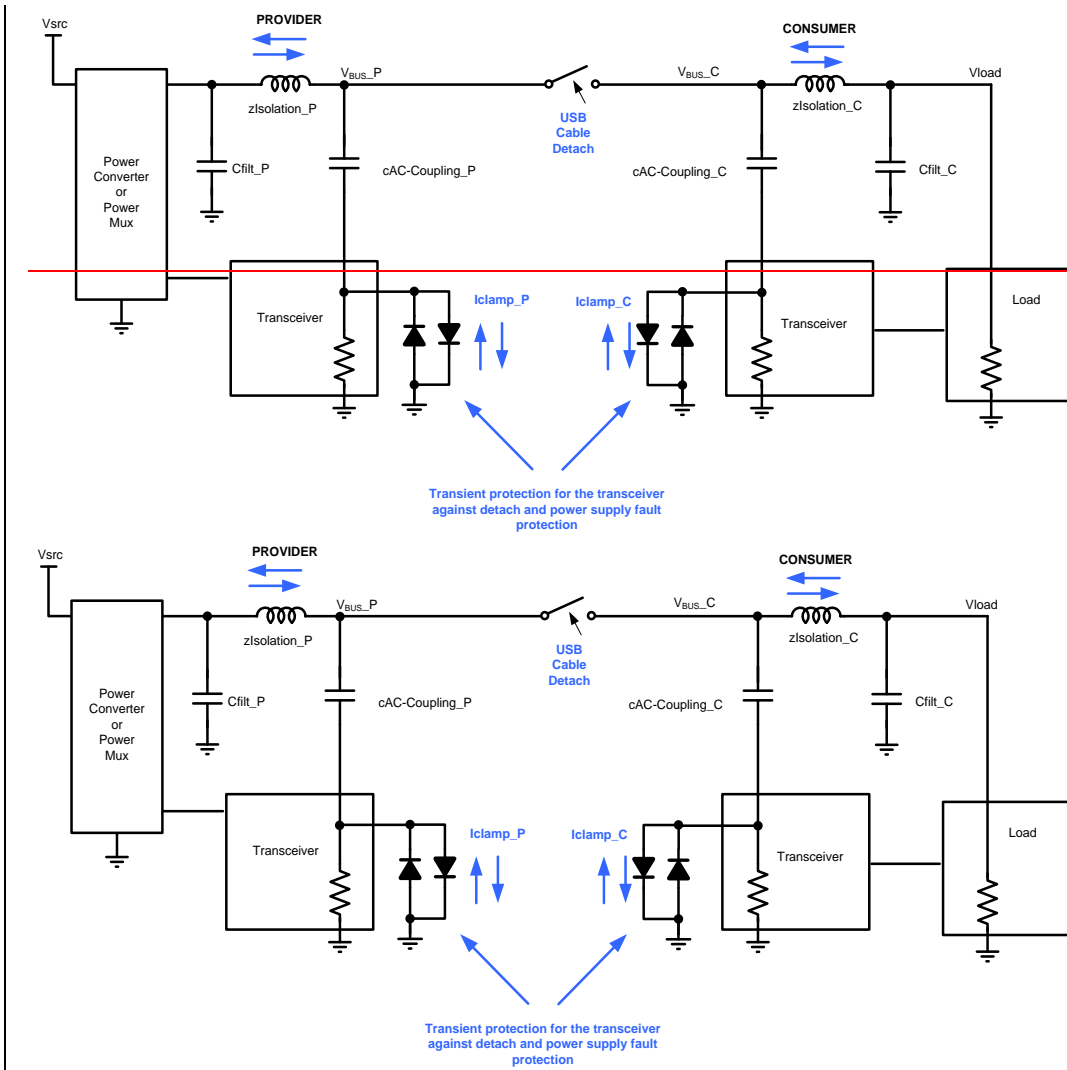 Vsrc
PROVIDER
CONSUMER
VBUS_P
VBUS_C
Vload
zIsolation_P
zIsolation_C
USB
Cable
Detach
Power
Converter
or
Power
Mux
Cfilt_P
cAC-Coupling_P
cAC-Coupling_C
Cfilt_C
Transceiver
Iclamp_P
Iclamp_C
Transceiver
Load
Transient protection for the transceiver
against detach and power supply fault
protection
Vsrc
PROVIDER
CONSUMER
VBUS_P
VBUS_C
Vload
zIsolation_P
zIsolation_C
USB
Cable
Detach
Power
Converter
or
Power
Mux
Cfilt_P
cAC-Coupling_P
cAC-Coupling_C
Cfilt_C
Transceiver
Iclamp_P
Iclamp_C
Transceiver
Load
Transient protection for the transceiver
against detach and power supply fault
protection